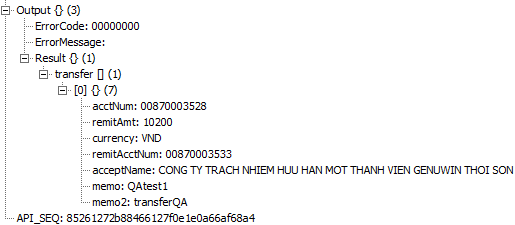 Output {} (3)
ErrorCode: 00000000
ErrorMessage:
Result {} (1)
transfer [] (1)
[0] {} (7)
acctNum: 00870003528
remitAmt: 10200
currency: VND
remitAcctNum: 00870003533
acceptName: CONG TY TRACH NHIEM HUU HAN MOT THANH VIEN GENUWIN THOI SON
memo: QAtest1
memo2: transferQA
API_SEQ: 85261272b88466127f0e1e0a66af68a4